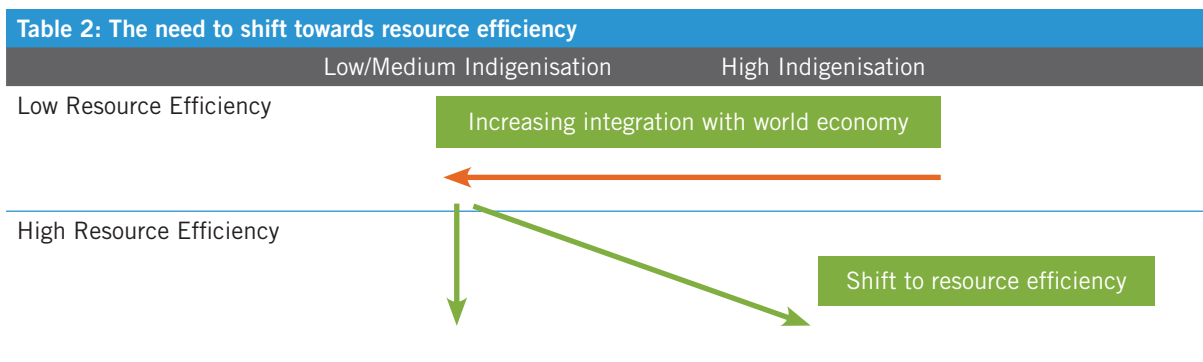 Table 2: The need to shift towards resource efficiency
Low/Medium Indigenisation High Indigenisation
Low Resource Efficiency
Increasing integration with world economy
High Resource Efficiency
Shift to resource efficiency